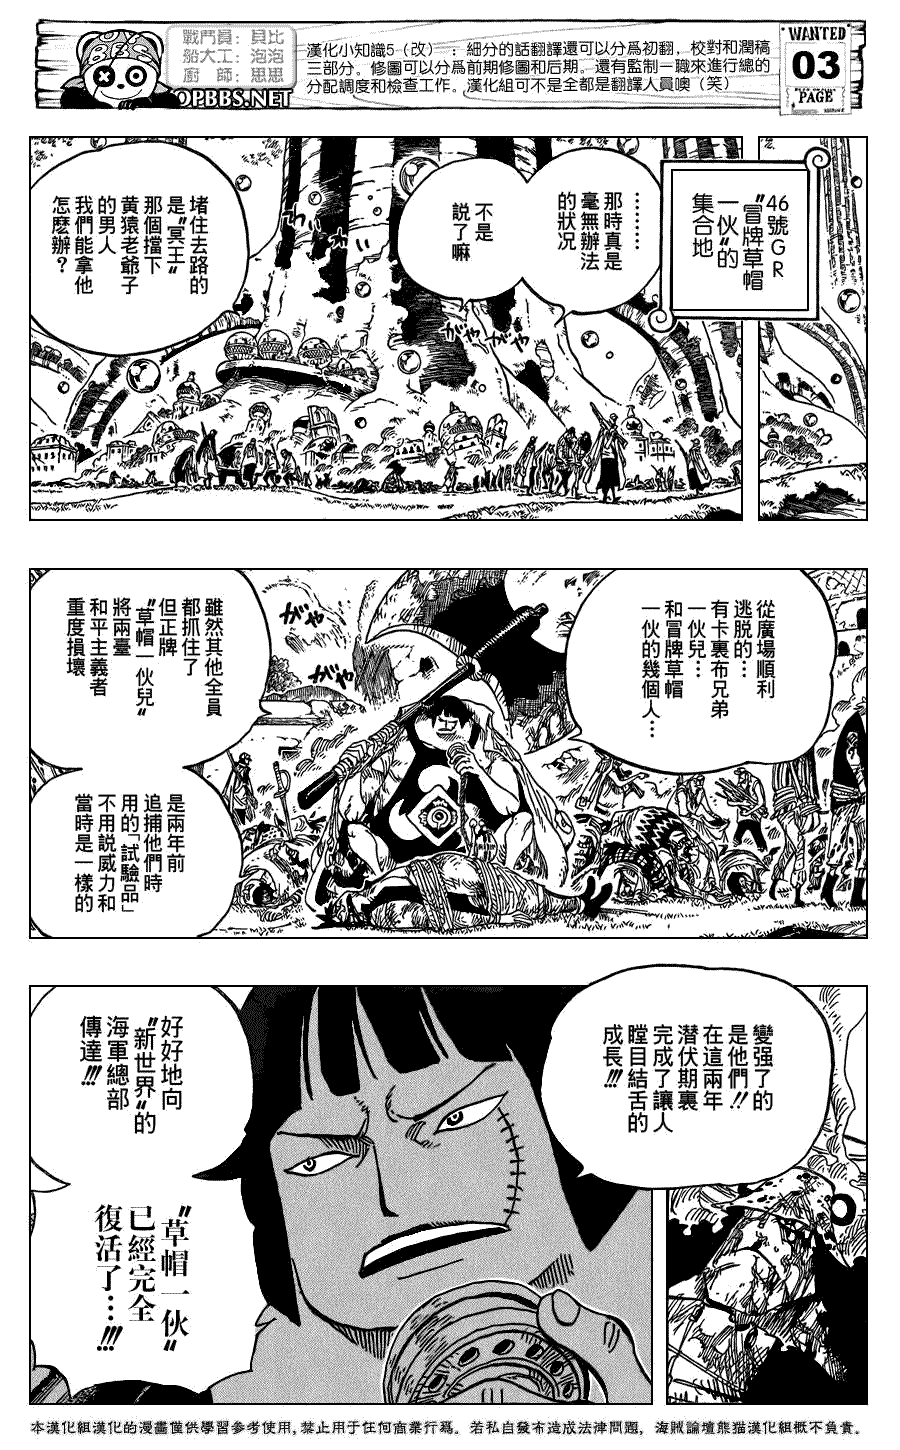 戰鬥員：貝比
船大工：泡泡
廚　師：思思
OPBBS.NET
漢化小知識5（改）：細分的話翻譯還可以分爲初翻，校對和潤稿
三部分。修圖可以分爲前期修圖和后期。還有監制一職來進行總的
分配調度和檢查工作。漢化組可不是全都是翻譯人員噢（笑）
WANTED
03
PAGE
46號GR
“冒牌草帽
一伙”的
集合地
………
那時真是
毫無辦法
的狀況
不是
說了嘛
堵住去路的
是“冥王”
那個擋下
黄猿老爺子
的男人
我們能拿他
怎麽辦？
がや
がや
從廣場順利
逃脱的…
有卡裏布兄弟
一伙兒…
和冒牌草帽
一伙的幾個人…
がや
がや
雖然其他全員
都抓住了
但正牌
“草帽一伙兒”
將兩臺
和平主義者
重度損壞
是兩年前
追捕他們時
用的「試驗品」
不用説威力和
當時是一樣的
變强了的
是他們!!
在這兩年
潜伏期裏
完成了讓人
瞠目結舌的
成長!!!
好好地向
“新世界”的
海軍總部
傳達!!!
“草帽一伙”
已經完全
復活了…!!!
本漢化組漢化的漫畫僅供學習參考使用,禁止用于任何商業行爲。若私自發布造成法律問題，海賊論壇熊猫漢化組概不負責。